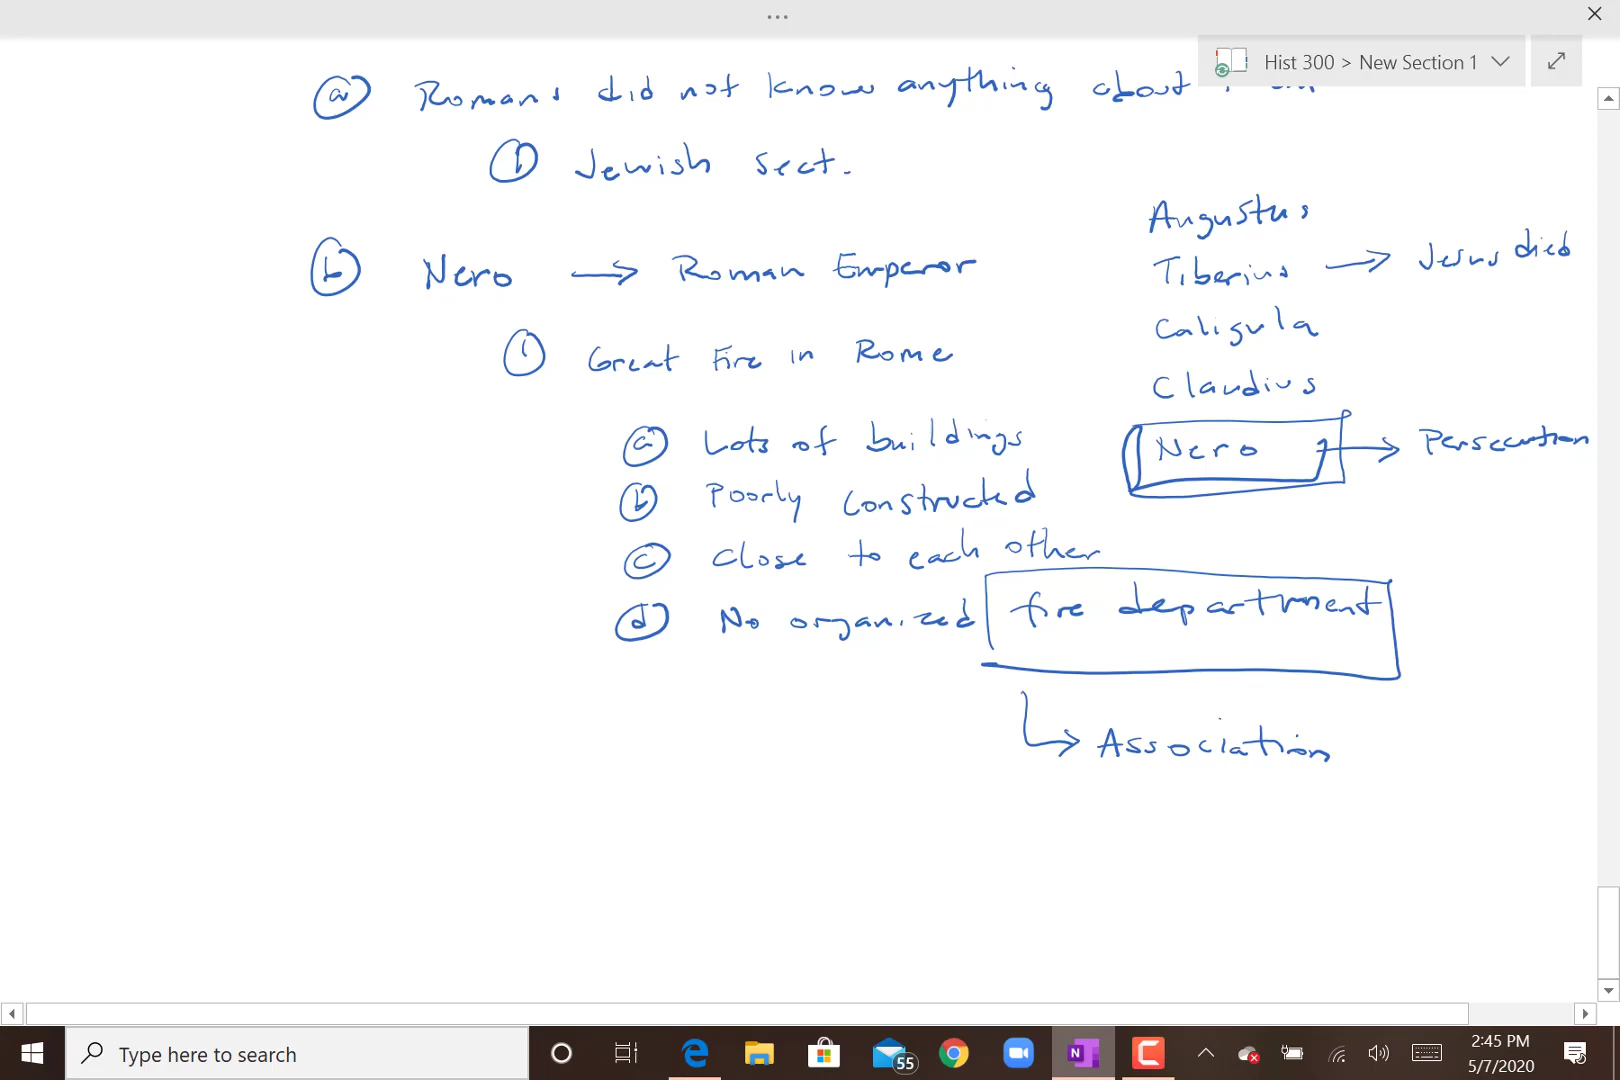 Hist 300 > New Section 1
ⓐ Romans did not know anything about
① Jewish sect.
Augustus
Tiberius → Jesus died
ⓑ Nero → Roman Emperor
Caligula
① Great Fire in Rome
Claudius
ⓐ Lots of buildings
Nero → Persecution
ⓑ Poorly constructed
ⓒ Close to each other
ⓓ No organized fire department
↳ Association
Type here to search
55
2:45 PM
5/7/2020